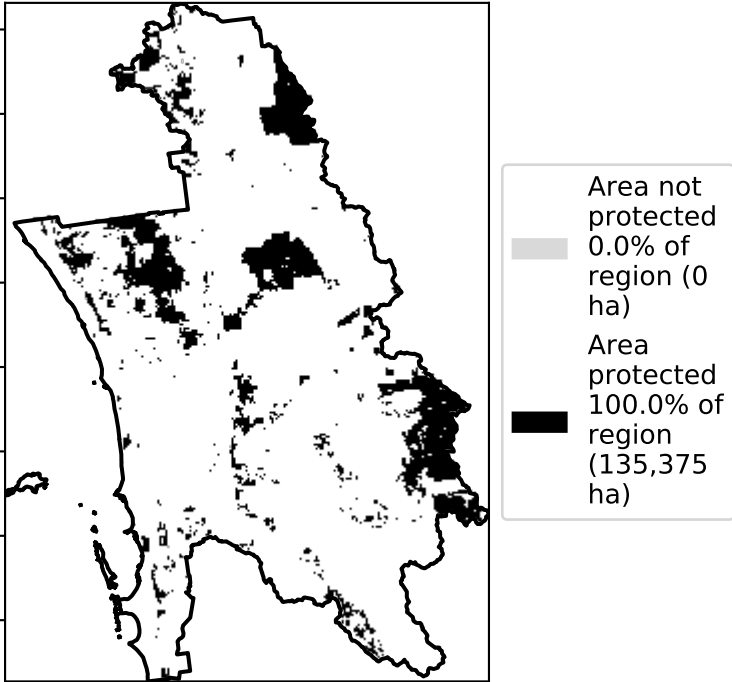 Area not
protected
0.0% of
region (0
ha)
Area
protected
100.0% of
region
(135,375
ha)